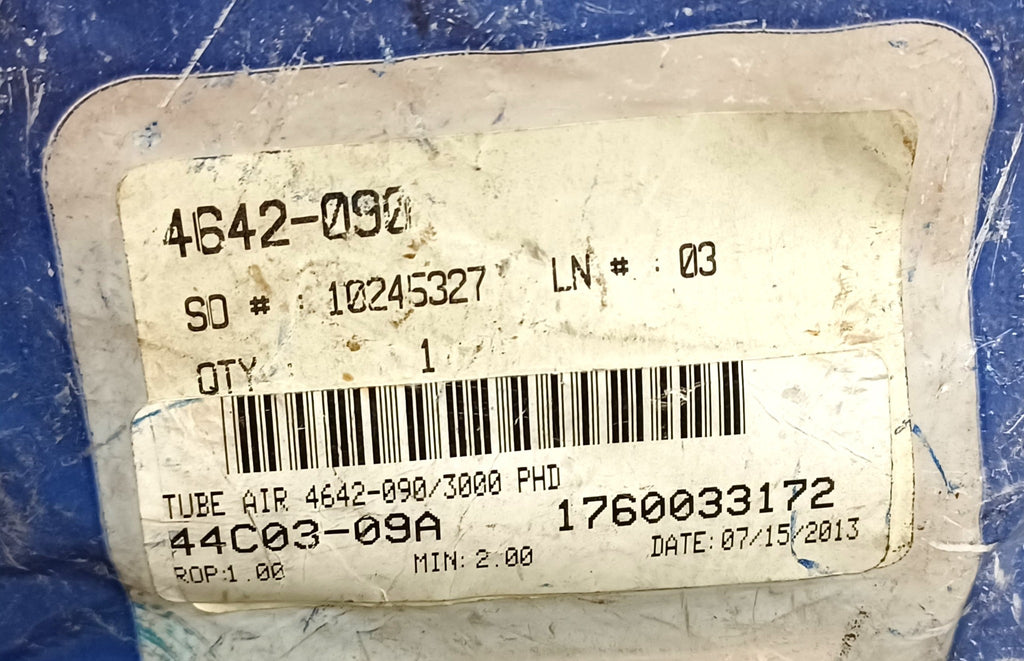 4642-090
SO # : 10245327 LN # : 03
QTY : 1
TUBE AIR 4642-090/3000 PHD
44C03-09A 1760033172
ROP:1.00 MIN: 2.00 DATE: 07/15/2013